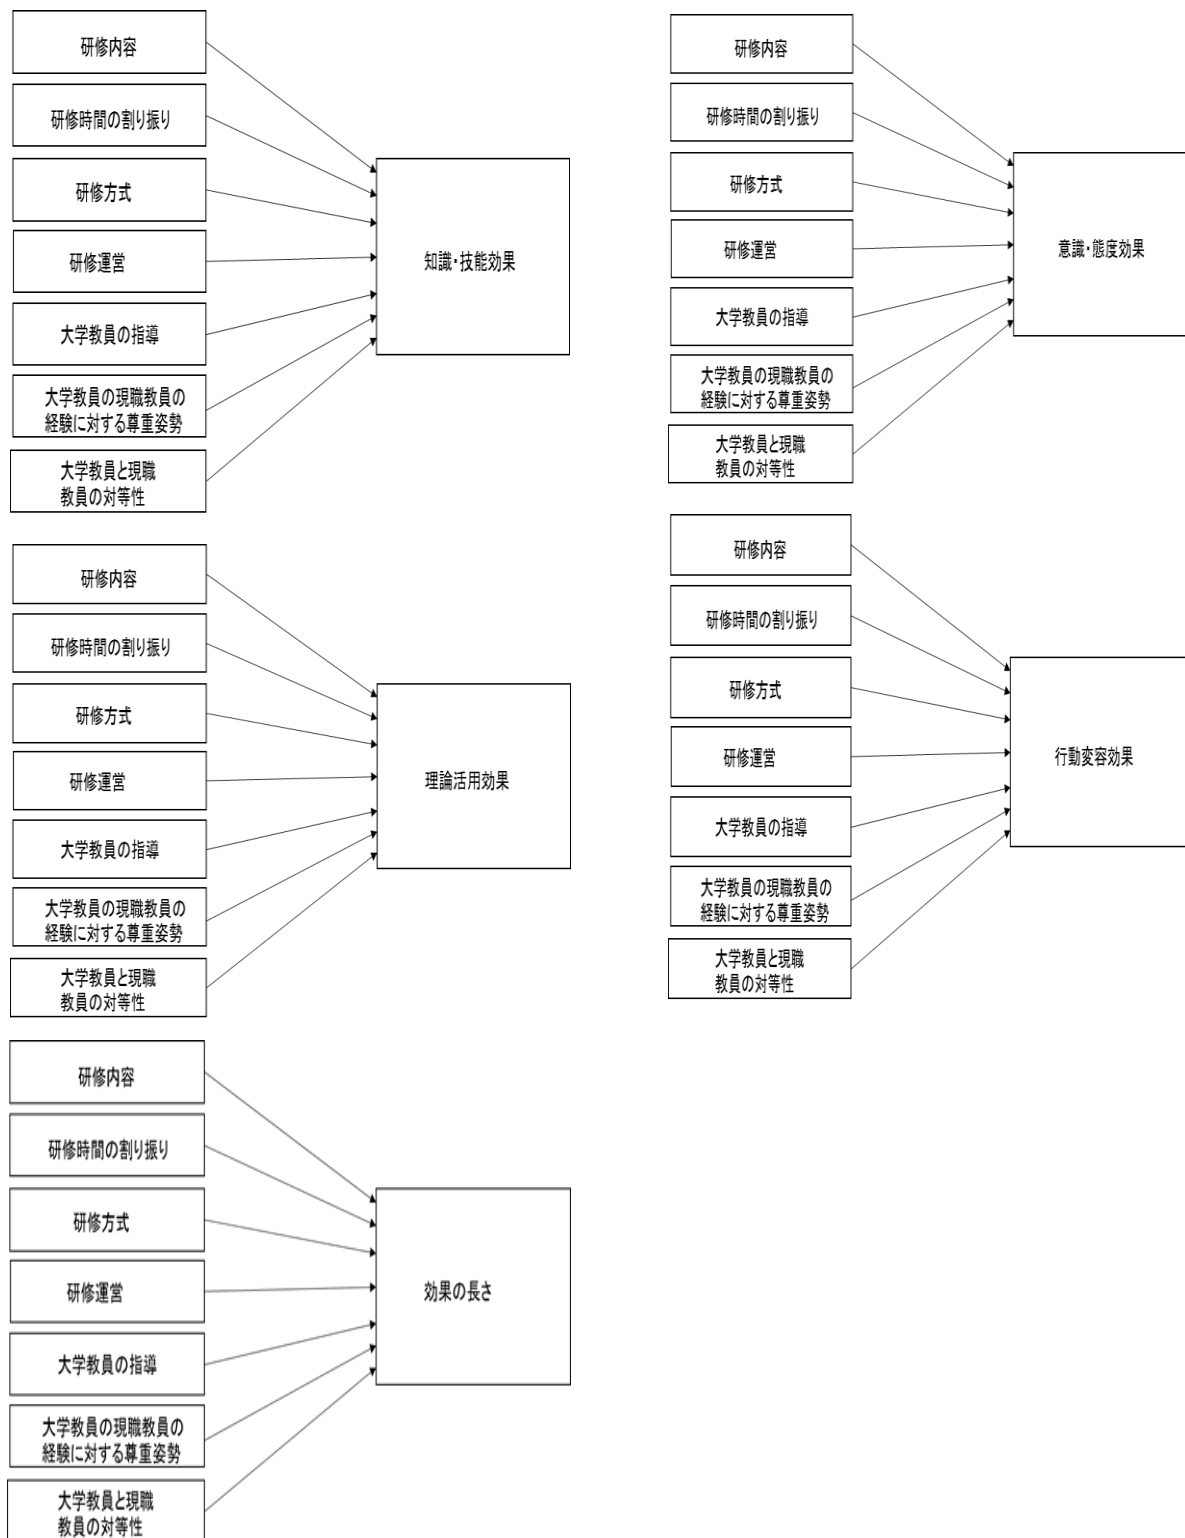 研修内容
研修時間の割り振り
研修方式
研修運営
大学教員の指導
大学教員の現職教員の
経験に対する尊重姿勢
大学教員と現職
教員の対等性
知識・技能効果
研修内容
研修時間の割り振り
研修方式
研修運営
大学教員の指導
大学教員の現職教員の
経験に対する尊重姿勢
大学教員と現職
教員の対等性
意識・態度効果
研修内容
研修時間の割り振り
研修方式
研修運営
大学教員の指導
大学教員の現職教員の
経験に対する尊重姿勢
大学教員と現職
教員の対等性
理論活用効果
研修内容
研修時間の割り振り
研修方式
研修運営
大学教員の指導
大学教員の現職教員の
経験に対する尊重姿勢
大学教員と現職
教員の対等性
行動変容効果
研修内容
研修時間の割り振り
研修方式
研修運営
大学教員の指導
大学教員の現職教員の
経験に対する尊重姿勢
大学教員と現職
教員の対等性
効果の長さ